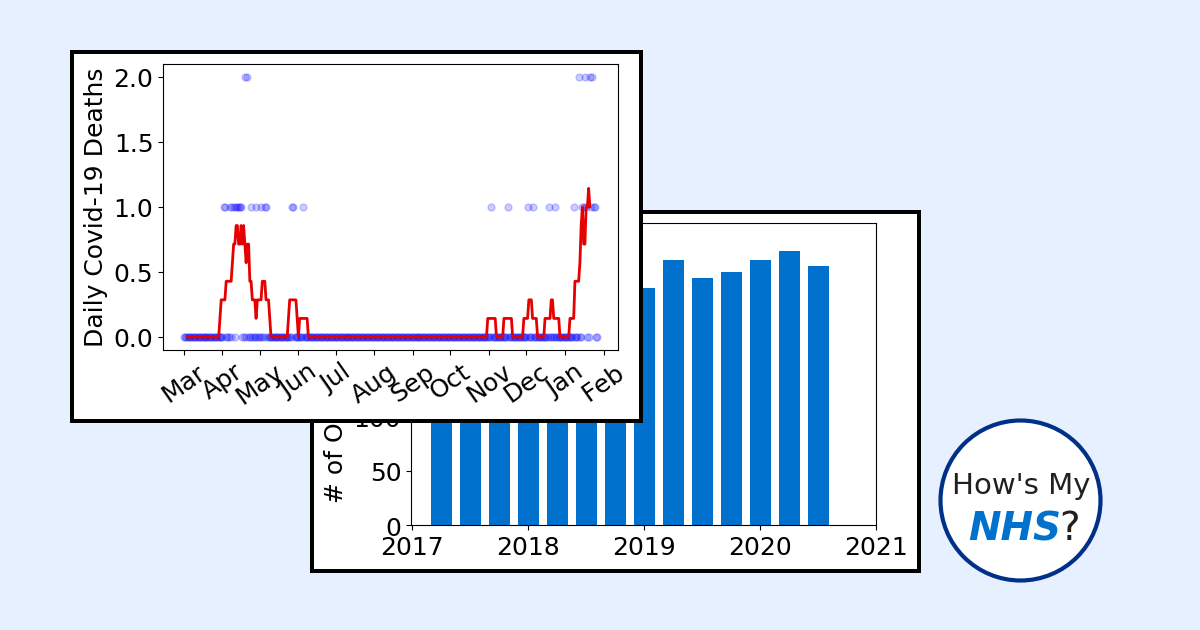 Daily Covid-19 Deaths
2.0
1.5
1.0
0.5
0.0
Mar Apr May Jun Jul Aug Sep Oct Nov Dec Jan Feb
# of O
50
0
2017 2018 2019 2020 2021
How's My
NHS?